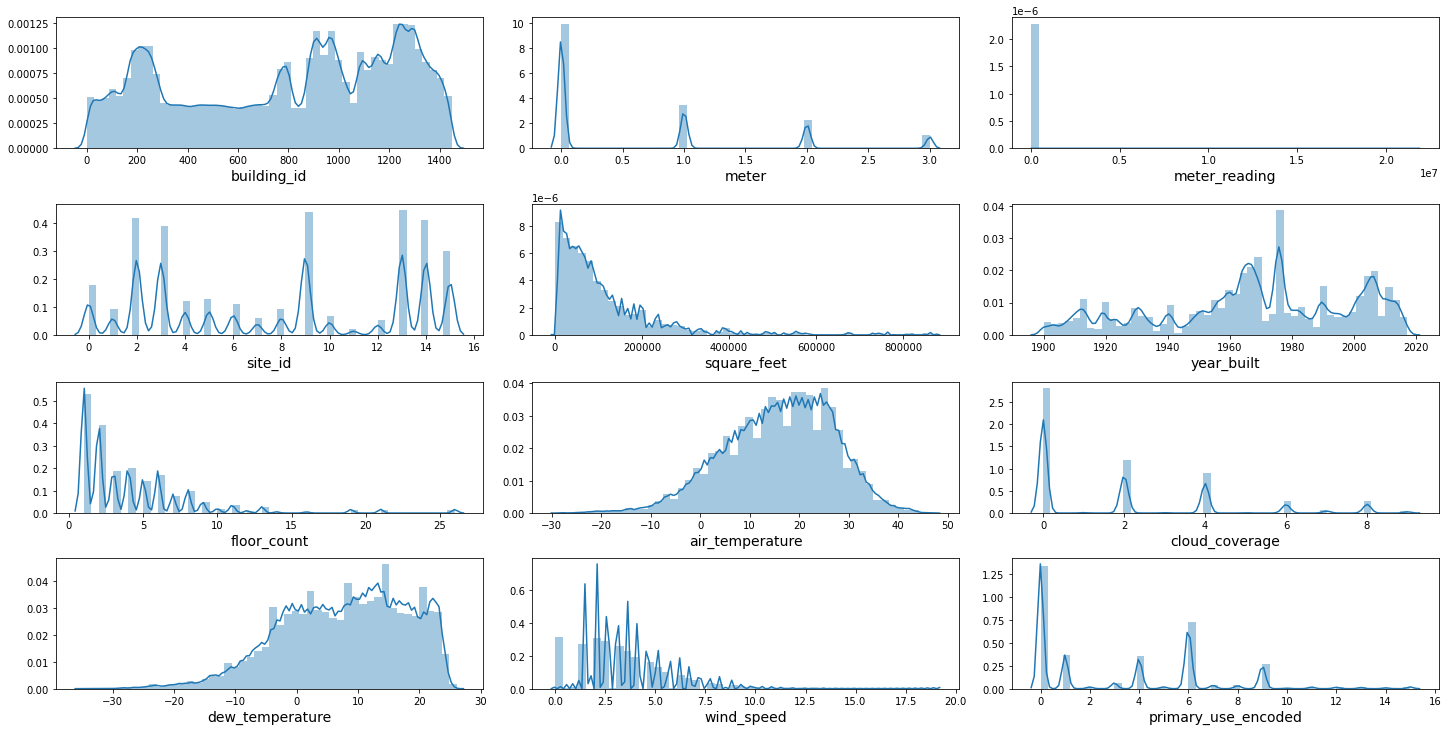 0.00125
0.00100
0.00075
0.00050
0.00025
0.00000
0 200 400 600 800 1000 1200 1400
building_id
10
8
6
4
2
0
0.0 0.5 1.0 1.5 2.0 2.5 3.0
meter
1e−6
2.0
1.5
1.0
0.5
0.0
0.0 0.5 1.0 1.5 2.0
1e7
meter_reading
0.4
0.3
0.2
0.1
0.0
0 2 4 6 8 10 12 14 16
site_id
1e−6
8
6
4
2
0
0 200000 400000 600000 800000
square_feet
0.04
0.03
0.02
0.01
0.00
1900 1920 1940 1960 1980 2000 2020
year_built
0.5
0.4
0.3
0.2
0.1
0.0
0 5 10 15 20 25
floor_count
0.04
0.03
0.02
0.01
0.00
−30 −20 −10 0 10 20 30 40 50
air_temperature
2.5
2.0
1.5
1.0
0.5
0.0
0 2 4 6 8
cloud_coverage
0.04
0.03
0.02
0.01
0.00
−30 −20 −10 0 10 20 30
dew_temperature
0.6
0.4
0.2
0.0
0.0 2.5 5.0 7.5 10.0 12.5 15.0 17.5 20.0
wind_speed
1.25
1.00
0.75
0.50
0.25
0.00
0 2 4 6 8 10 12 14 16
primary_use_encoded